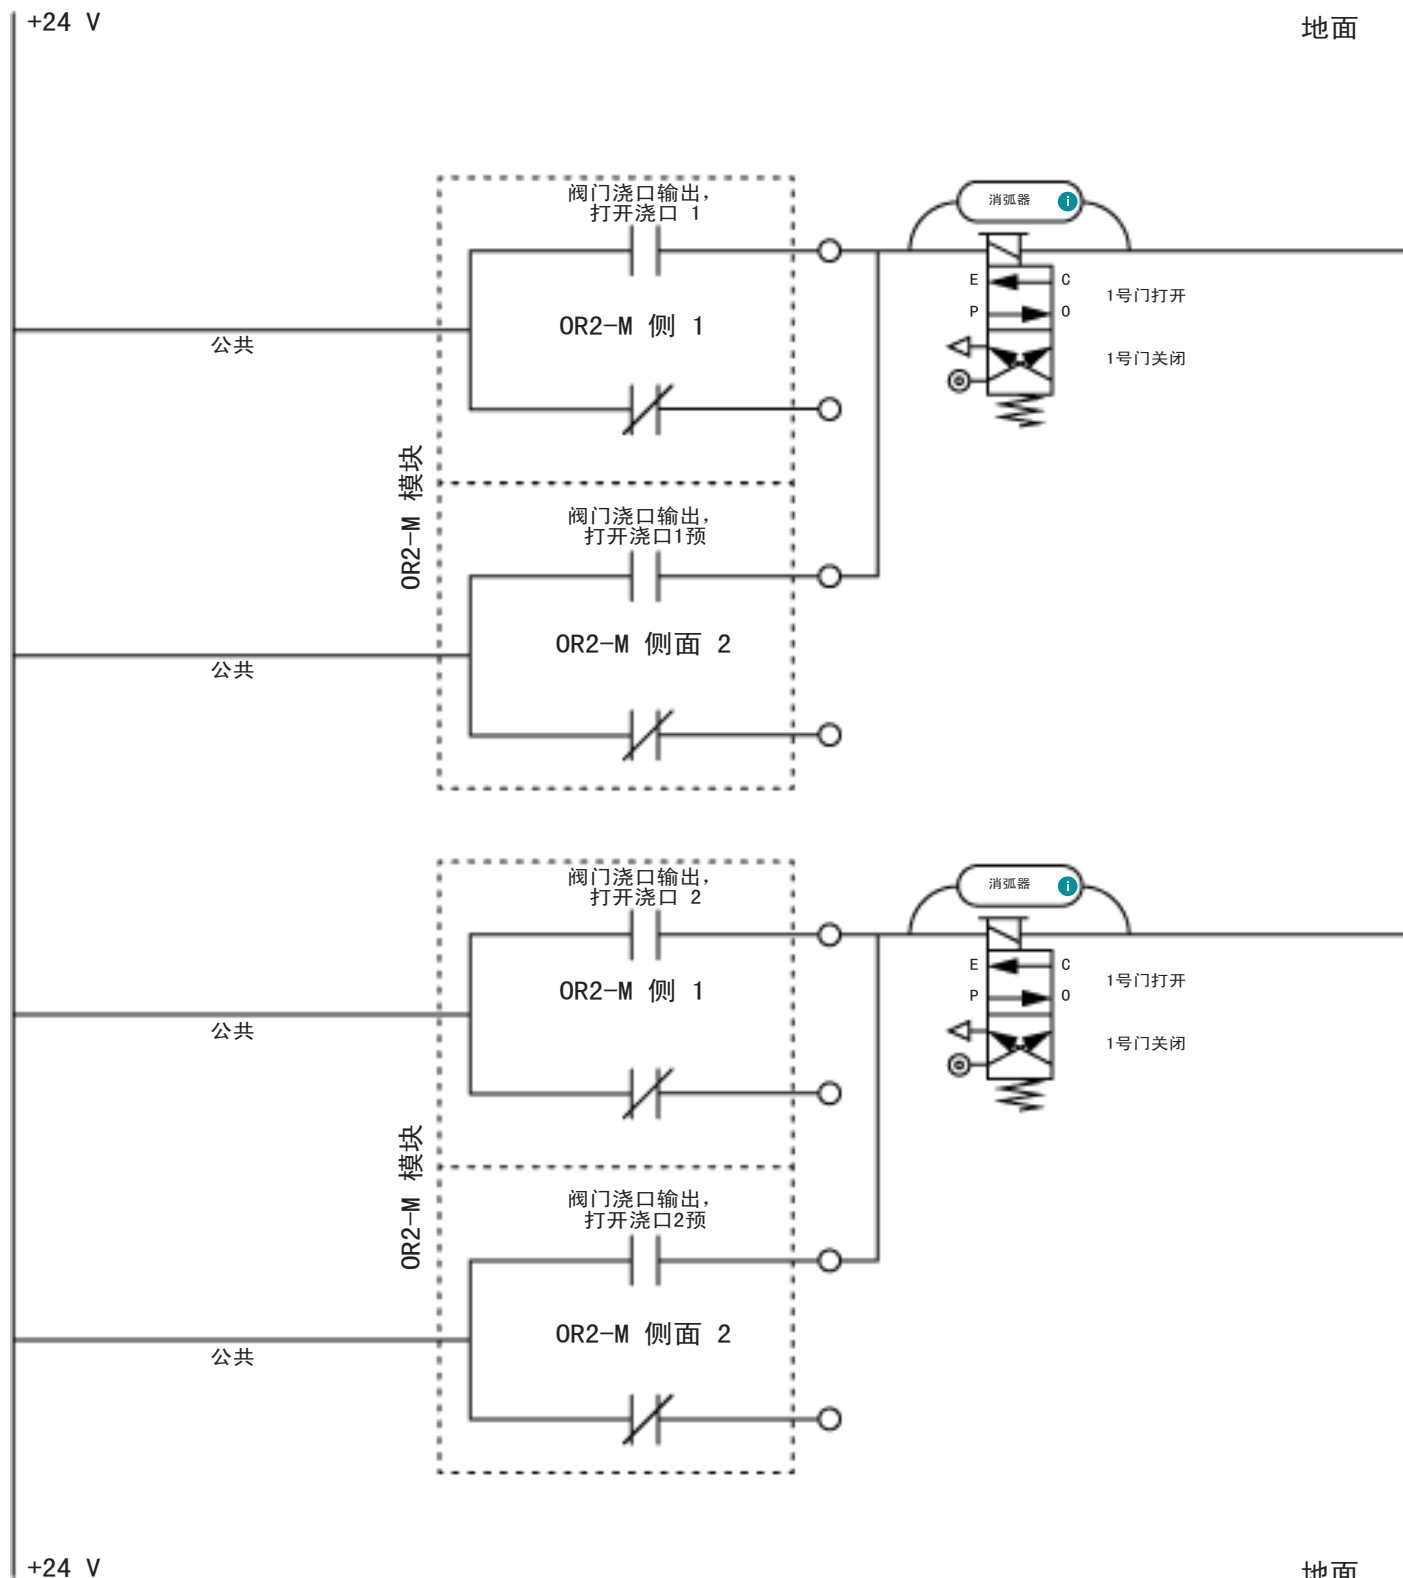 +24 V
地面
阀门浇口输出，
打开浇口 1
消弧器
i
E
C
1号门打开
P
O
OR2-M 侧 1
公共
1号门关闭
OR2-M 模块
阀门浇口输出，
打开浇口1预
OR2-M 侧面 2
公共
阀门浇口输出，
打开浇口 2
消弧器
i
E
C
1号门打开
P
O
OR2-M 侧 1
公共
1号门关闭
OR2-M 模块
阀门浇口输出，
打开浇口2预
OR2-M 侧面 2
公共
+24 V
地面